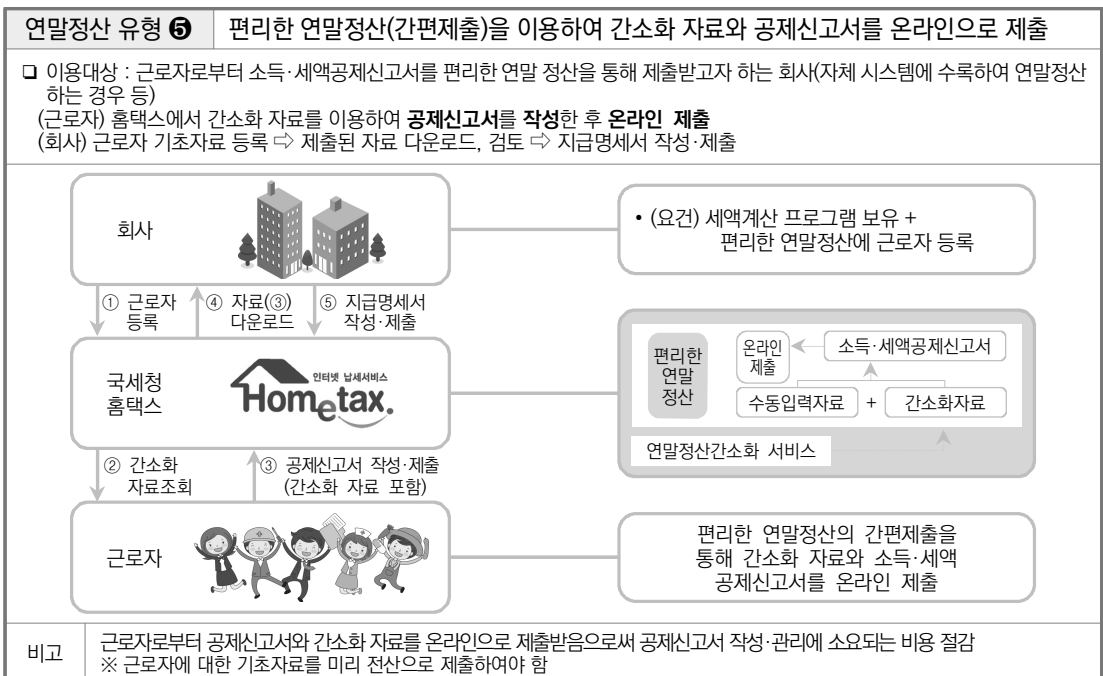 연말정산 유형 ❺
편리한 연말정산(간편제출)을 이용하여 간소화 자료와 공제신고서를 온라인으로 제출
❑ 이용대상 : 근로자로부터 소득·세액공제신고서를 편리한 연말 정산을 통해 제출받고자 하는 회사(자체 시스템에 수록하여 연말정산
하는 경우 등)
(근로자) 홈택스에서 간소화 자료를 이용하여 공제신고서를 작성한 후 온라인 제출
(회사) 근로자 기초자료 등록 ⇨ 제출된 자료 다운로드, 검토 ⇨ 지급명세서 작성·제출
회사
• (요건) 세액계산 프로그램 보유 +
편리한 연말정산에 근로자 등록
① 근로자
등록
④ 자료(③)
다운로드
⑤ 지급명세서
작성·제출
국세청
홈택스
인터넷 납세서비스
Hometax.
편리한
연말
정산
온라인
제출
소득·세액공제신고서
수동입력자료
+
간소화자료
연말정산간소화 서비스
② 간소화
자료조회
③ 공제신고서 작성·제출
(간소화 자료 포함)
근로자
편리한 연말정산의 간편제출을
통해 간소화 자료와 소득·세액
공제신고서를 온라인 제출
비고
근로자로부터 공제신고서와 간소화 자료를 온라인으로 제출받음으로써 공제신고서 작성·관리에 소요되는 비용 절감
※ 근로자에 대한 기초자료를 미리 전산으로 제출하여야 함